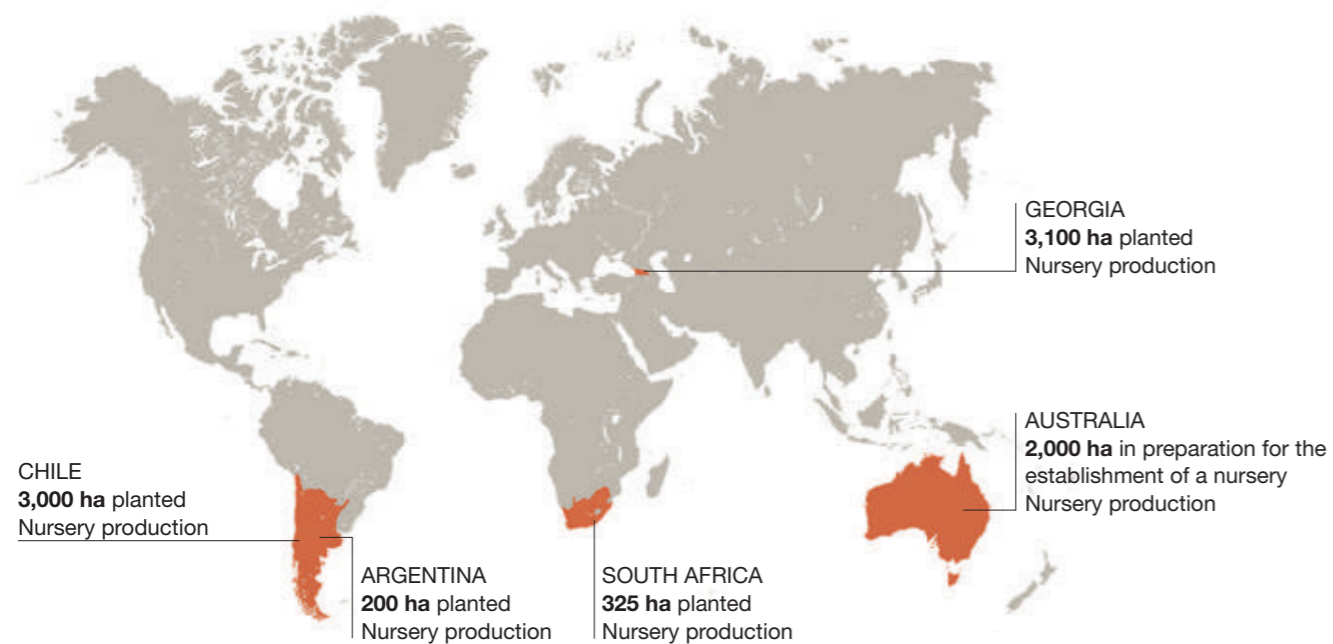 GEORGIA
3,100 ha planted
Nursery production
AUSTRALIA
2,000 ha in preparation for the
establishment of a nursery
Nursery production
CHILE
3,000 ha planted
Nursery production
ARGENTINA
200 ha planted
Nursery production
SOUTH AFRICA
325 ha planted
Nursery production